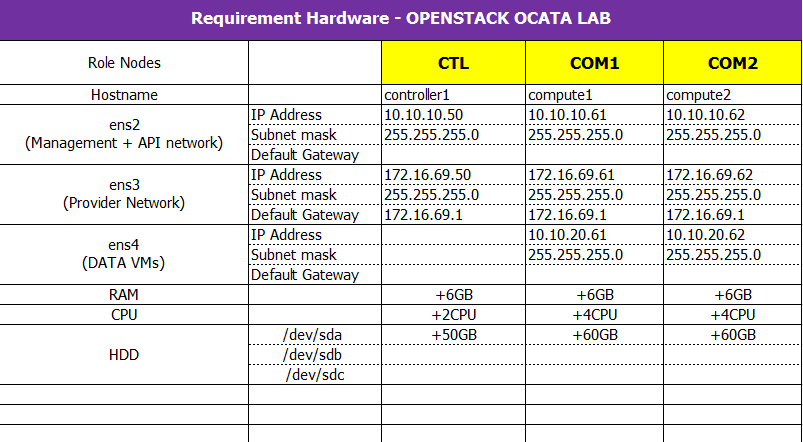 Requirement Hardware - OPENSTACK OCATA LAB
Role Nodes CTL COM1 COM2
Hostname controller1 compute1 compute2
ens2
(Management + API network)
IP Address 10.10.10.50 10.10.10.61 10.10.10.62
Subnet mask 255.255.255.0 255.255.255.0 255.255.255.0
Default Gateway
ens3
(Provider Network)
IP Address 172.16.69.50 172.16.69.61 172.16.69.62
Subnet mask 255.255.255.0 255.255.255.0 255.255.255.0
Default Gateway 172.16.69.1 172.16.69.1 172.16.69.1
ens4
(DATA VMs)
IP Address 10.10.20.61 10.10.20.62
Subnet mask 255.255.255.0 255.255.255.0
Default Gateway
RAM +6GB +6GB +6GB
CPU +2CPU +4CPU +4CPU
HDD
/dev/sda +50GB +60GB +60GB
/dev/sdb
/dev/sdc